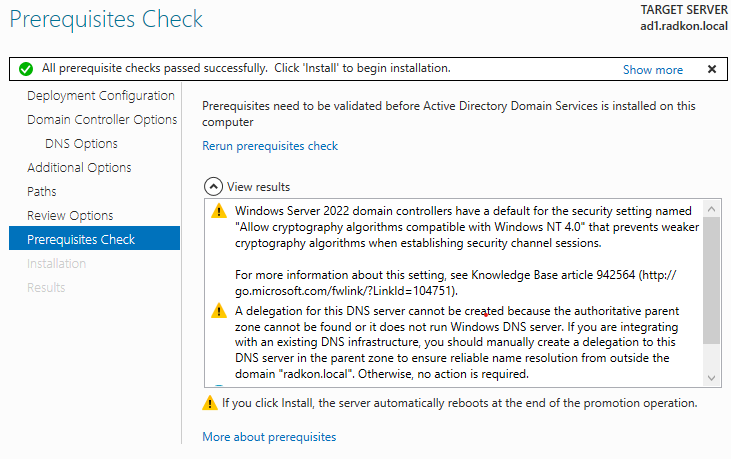 Prerequisites Check
TARGET SERVER
ad1.radkon.local
All prerequisite checks passed successfully. Click 'Install' to begin installation.
Show more
Deployment Configuration
Domain Controller Options
DNS Options
Additional Options
Paths
Review Options
Prerequisites Check
Installation
Results
Prerequisites need to be validated before Active Directory Domain Services is installed on this
computer
Rerun prerequisites check
View results
Windows Server 2022 domain controllers have a default for the security setting named
"Allow cryptography algorithms compatible with Windows NT 4.0" that prevents weaker
cryptography algorithms when establishing security channel sessions.
For more information about this setting, see Knowledge Base article 942564 (http://
go.microsoft.com/fwlink/?LinkId=104751).
A delegation for this DNS server cannot be created because the authoritative parent
zone cannot be found or it does not run Windows DNS server. If you are integrating
with an existing DNS infrastructure, you should manually create a delegation to this
DNS server in the parent zone to ensure reliable name resolution from outside the
domain "radkon.local". Otherwise, no action is required.
If you click Install, the server automatically reboots at the end of the promotion operation.
More about prerequisites